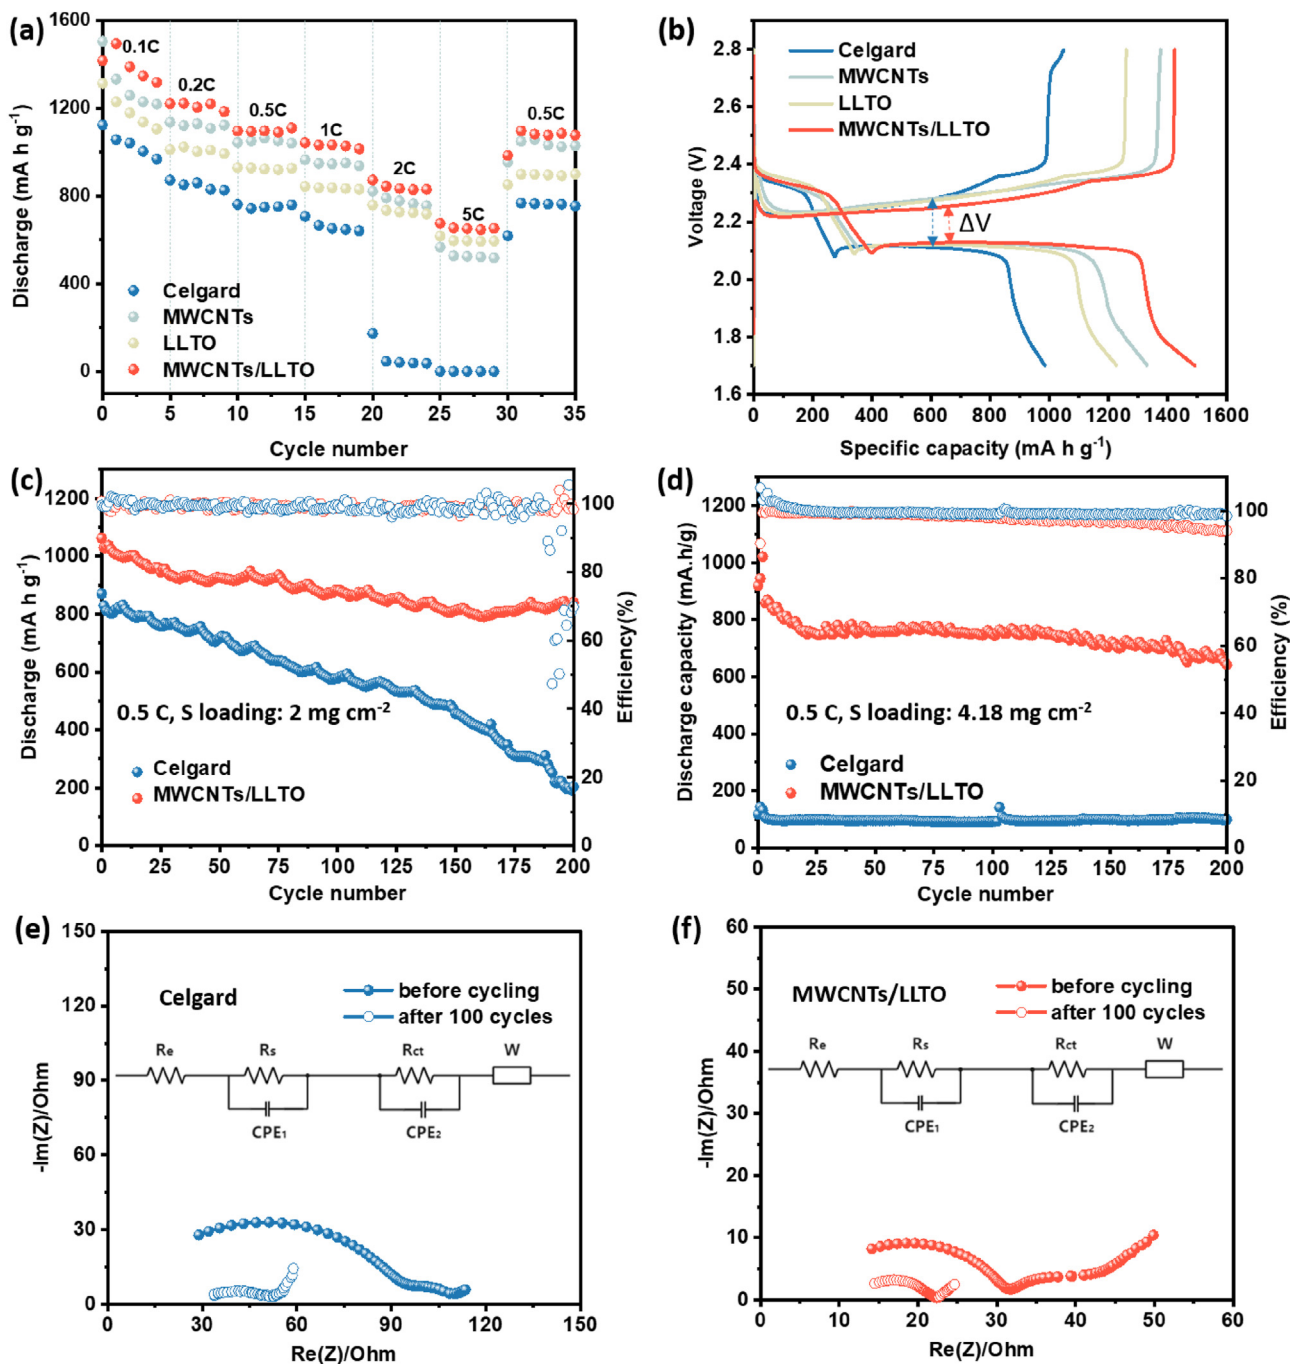 (a)
Discharge (mA h g⁻¹)
1600
1200
800
400
0
0.1C
0.2C
0.5C
1C
2C
5C
0.5C
Celgard
MWCNTs
LLTO
MWCNTs/LLTO
0 5 10 15 20 25 30 35
Cycle number
(b)
Voltage (V)
2.8
2.6
2.4
2.2
2.0
1.8
1.6
Celgard
MWCNTs
LLTO
MWCNTs/LLTO
ΔV
0 200 400 600 800 1000 1200 1400 1600
Specific capacity (mA h g⁻¹)
(c)
Discharge (mA h g⁻¹)
1200
1000
800
600
400
200
0
0.5 C, S loading: 2 mg cm⁻²
Celgard
MWCNTs/LLTO
100
80
60
40
20
0
Efficiency (%)
0 25 50 75 100 125 150 175 200
Cycle number
(d)
Discharge capacity (mA.h/g)
1200
1000
800
600
400
200
0
0.5 C, S loading: 4.18 mg cm⁻²
Celgard
MWCNTs/LLTO
100
80
60
40
20
0
Efficiency (%)
0 25 50 75 100 125 150 175 200
Cycle number
(e)
-Im(Z)/Ohm
150
120
90
60
30
0
Celgard
before cycling
after 100 cycles
Re Rs Rct W
CPE1 CPE2
0 30 60 90 120 150
Re(Z)/Ohm
(f)
-Im(Z)/Ohm
60
50
40
30
20
10
0
MWCNTs/LLTO
before cycling
after 100 cycles
Re Rs Rct W
CPE1 CPE2
0 10 20 30 40 50 60
Re(Z)/Ohm